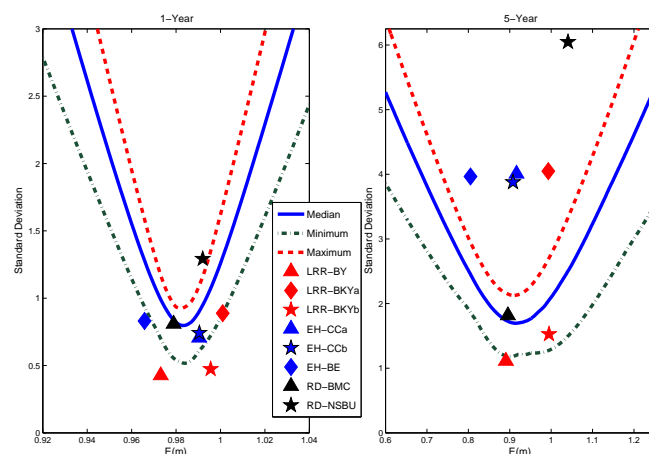 1−Year
3
2.5
2
1.5
1
0.5
0
0.92 0.94 0.96 0.98 1 1.02 1.04
E(m)
Standard Deviation
Median
Minimum
Maximum
LRR−BY
LRR−BKYa
LRR−BKYb
EH−CCa
EH−CCb
EH−BE
RD−BMC
RD−NSBU
5−Year
6
5
4
3
2
1
0
0.6 0.7 0.8 0.9 1 1.1 1.2
E(m)
Standard Deviation